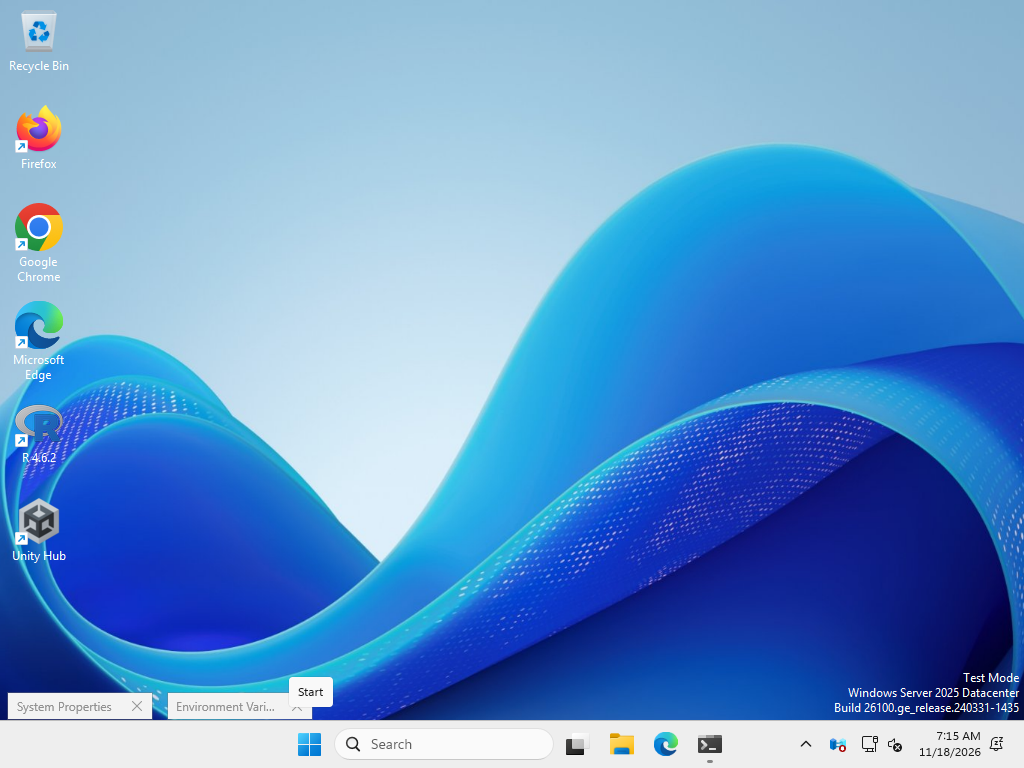 Recycle Bin
Firefox
Google
Chrome
Microsoft
Edge
R 4.6.2
Unity Hub
Start
System Properties
Environment Vari...
Test Mode
Windows Server 2025 Datacenter
Build 26100.ge_release.240331-1435
Search
7:15 AM
11/18/2026